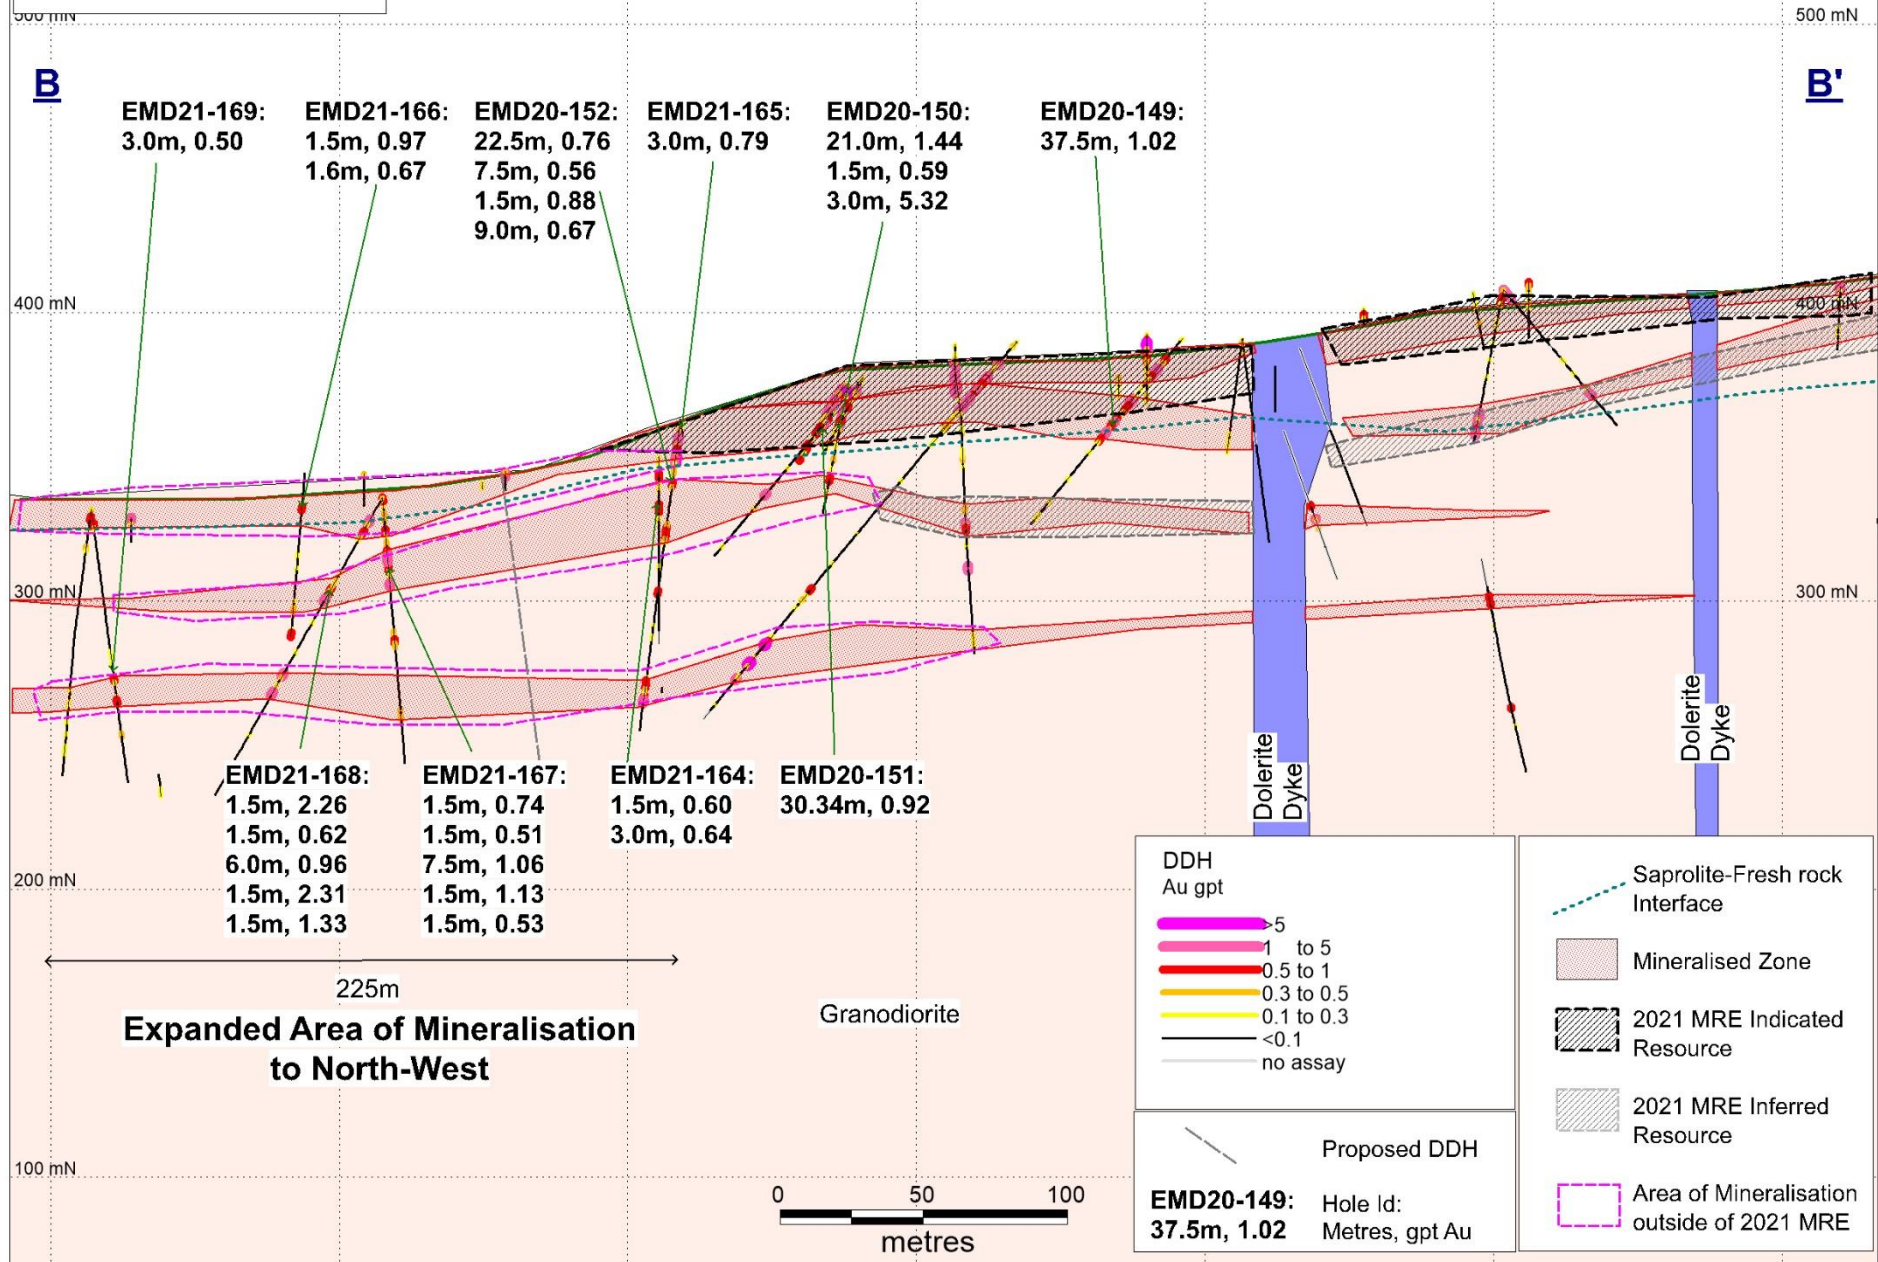 500 mN
500 mN
B
B'
EMD21-169:
3.0m, 0.50
EMD21-166:
1.5m, 0.97
1.6m, 0.67
EMD20-152:
22.5m, 0.76
7.5m, 0.56
1.5m, 0.88
9.0m, 0.67
EMD21-165:
3.0m, 0.79
EMD20-150:
21.0m, 1.44
1.5m, 0.59
3.0m, 5.32
EMD20-149:
37.5m, 1.02
400 mN
400 mN
300 mN
300 mN
EMD21-168:
1.5m, 2.26
1.5m, 0.62
6.0m, 0.96
1.5m, 2.31
1.5m, 1.33
EMD21-167:
1.5m, 0.74
1.5m, 0.51
7.5m, 1.06
1.5m, 1.13
1.5m, 0.53
EMD21-164:
1.5m, 0.60
3.0m, 0.64
EMD20-151:
30.34m, 0.92
Dolerite
Dyke
Dolerite
Dyke
200 mN
225m
Expanded Area of Mineralisation
to North-West
Granodiorite
100 mN
0 50 100
metres
DDH
Au gpt
>5
1 to 5
0.5 to 1
0.3 to 0.5
0.1 to 0.3
<0.1
no assay
Proposed DDH
EMD20-149:
37.5m, 1.02
Hole Id:
Metres, gpt Au
Saprolite-Fresh rock
Interface
Mineralised Zone
2021 MRE Indicated
Resource
2021 MRE Inferred
Resource
Area of Mineralisation
outside of 2021 MRE